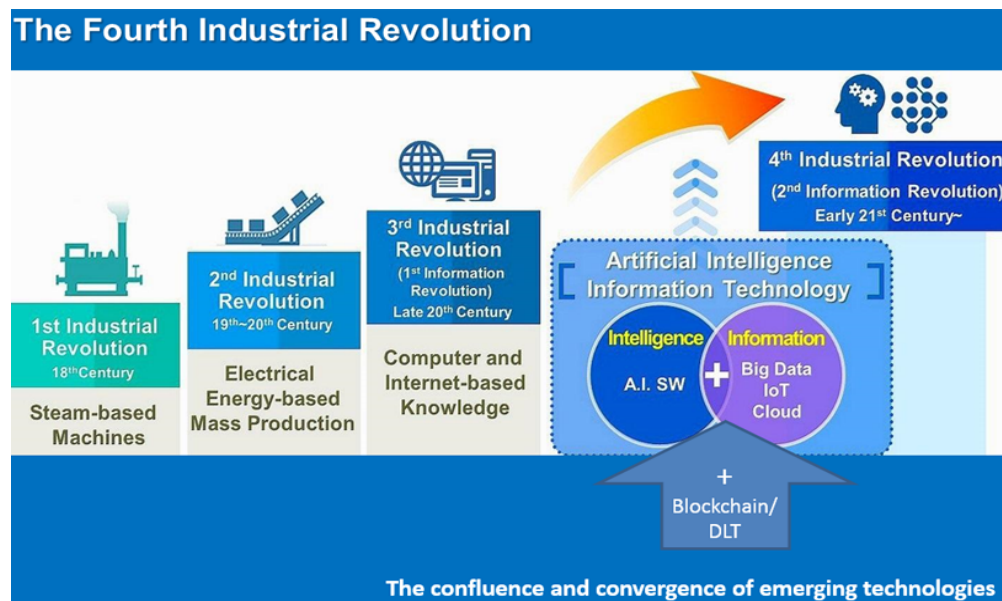 The Fourth Industrial Revolution
1st Industrial
Revolution
18thCentury
Steam-based
Machines
2nd Industrial
Revolution
19th~20th Century
Electrical
Energy-based
Mass Production
3rd Industrial
Revolution
(1st Information
Revolution)
Late 20th Century
Computer and
Internet-based
Knowledge
4th Industrial Revolution
(2nd Information Revolution)
Early 21st Century~
Artificial Intelligence
Information Technology
Intelligence
A.I. SW
+
Information
Big Data
IoT
Cloud
+
Blockchain/
DLT
The confluence and convergence of emerging technologies